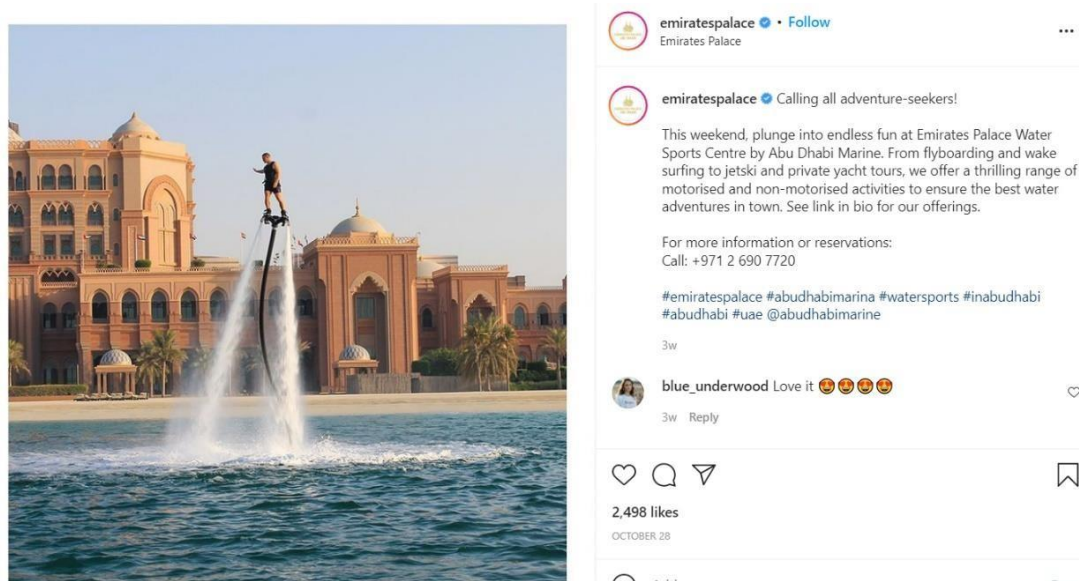 emiratespalace • Follow
Emirates Palace
emiratespalace Calling all adventure-seekers!
This weekend, plunge into endless fun at Emirates Palace Water
Sports Centre by Abu Dhabi Marine. From flyboarding and wake
surfing to jetski and private yacht tours, we offer a thrilling range of
motorised and non-motorised activities to ensure the best water
adventures in town. See link in bio for our offerings.
For more information or reservations:
Call: +971 2 690 7720
#emiratespalace #abudhabimarina #watersports #inabudhabi
#abudhabi #uae @abudhabimarine
3w
blue_underwood Love it 😍😍😍😍
3w Reply
2,498 likes
OCTOBER 28